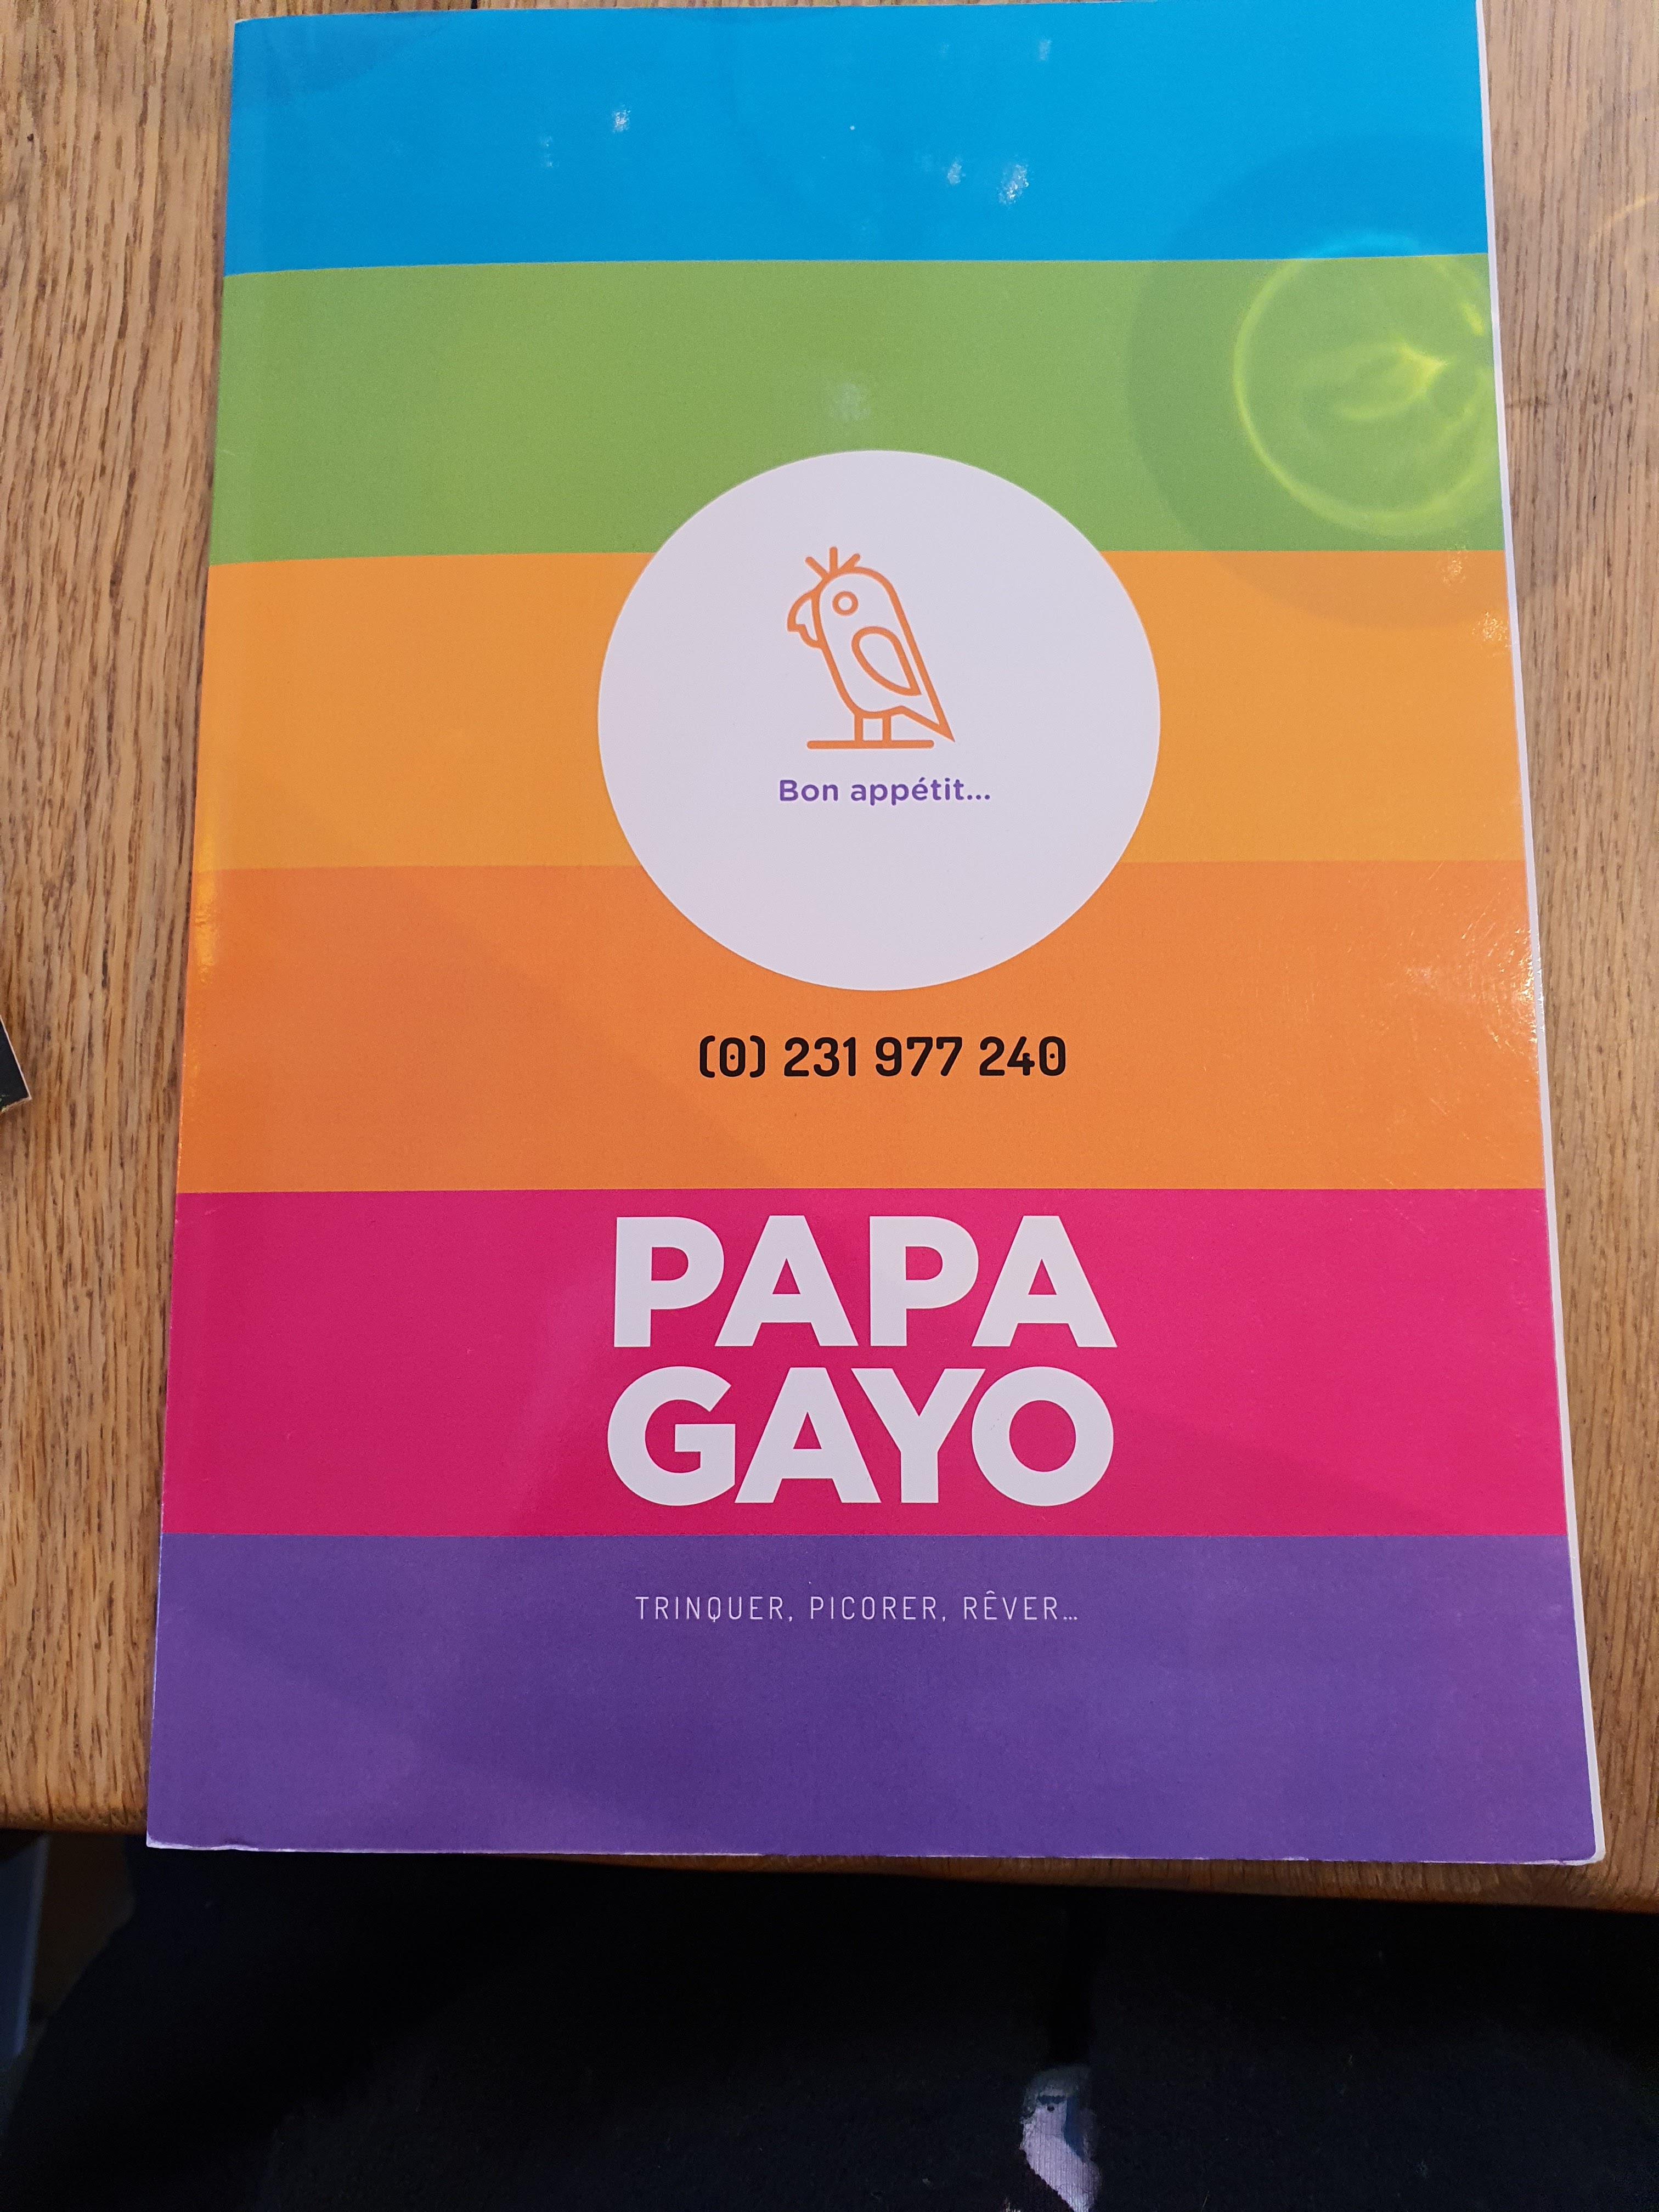 Bon appétit...
(0) 231 977 240
PAPA
GAYO
TRINQUER, PICORER, RÊVER...